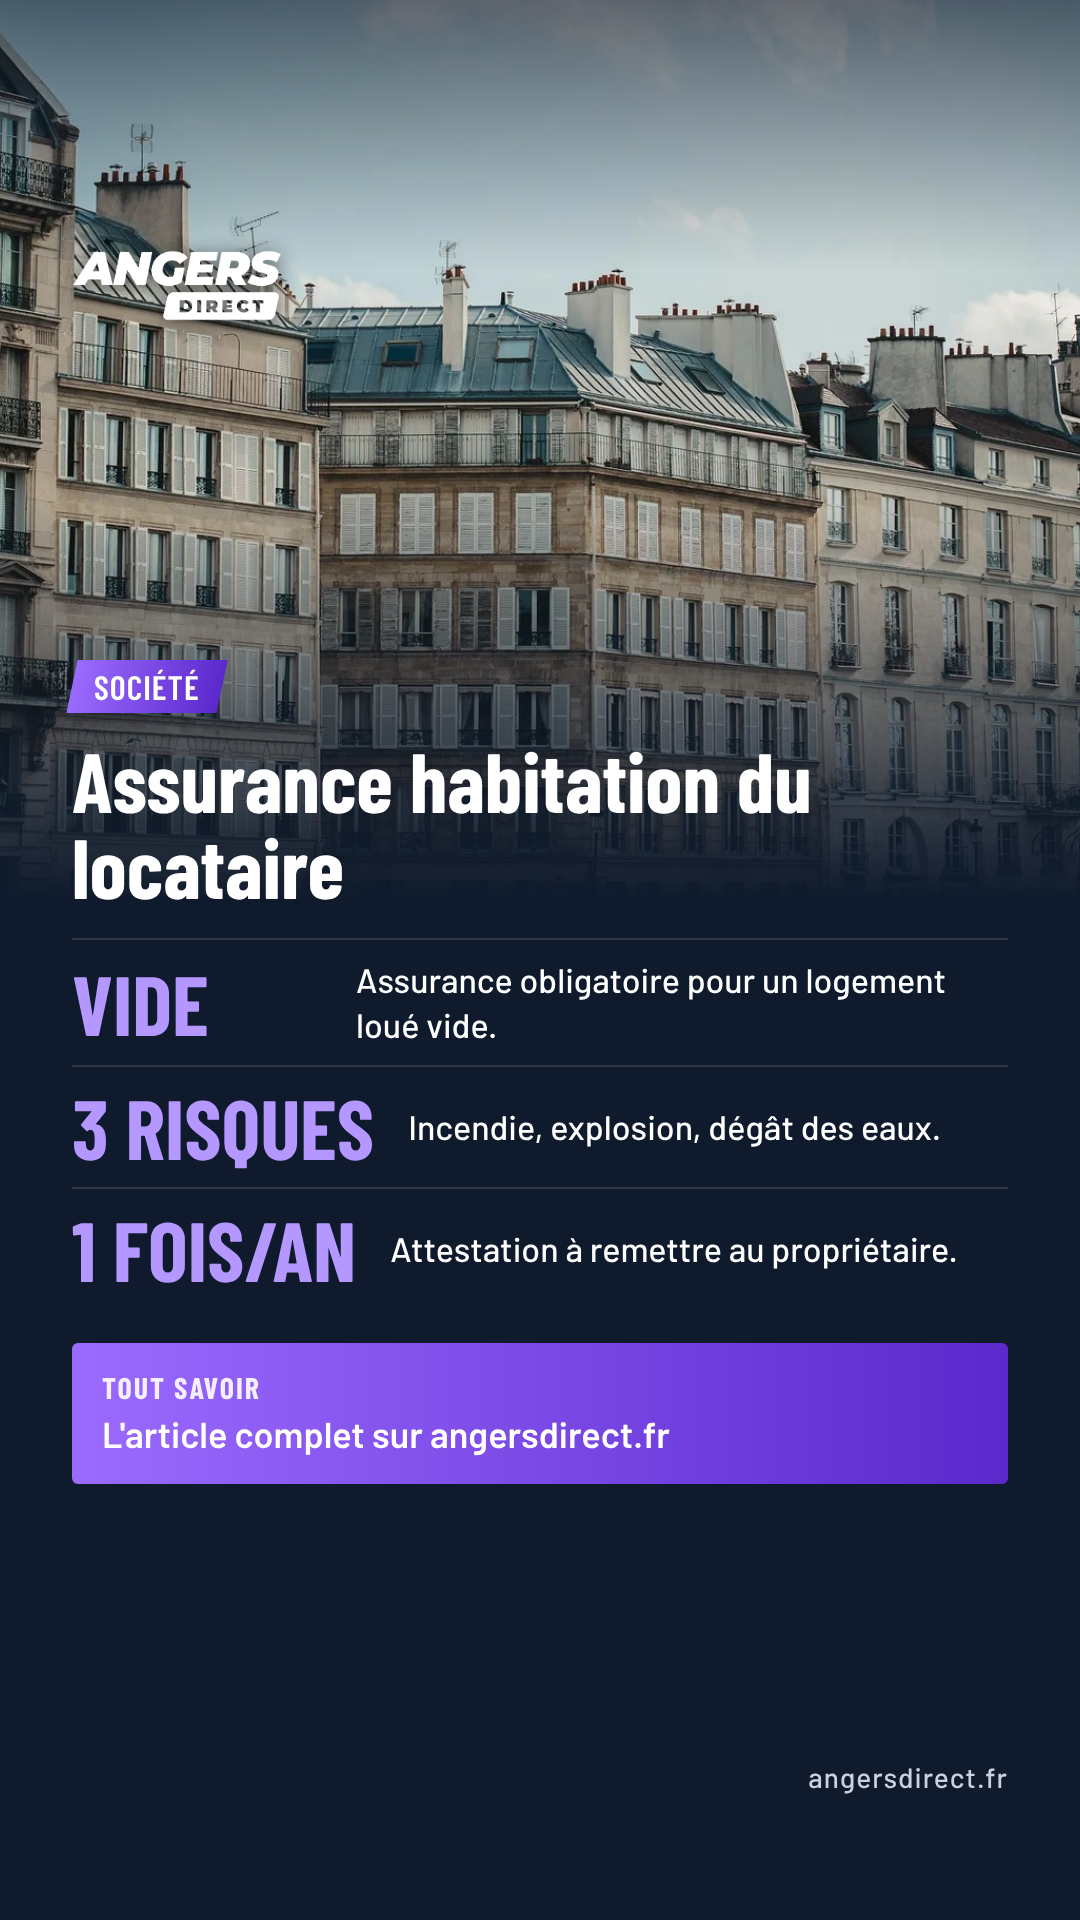 ANGERS
DIRECT
SOCIÉTÉ
Assurance habitation du
locataire
VIDE
Assurance obligatoire pour un logement
loué vide.
3 RISQUES
Incendie, explosion, dégât des eaux.
1 FOIS/AN
Attestation à remettre au propriétaire.
TOUT SAVOIR
L'article complet sur angersdirect.fr
angersdirect.fr